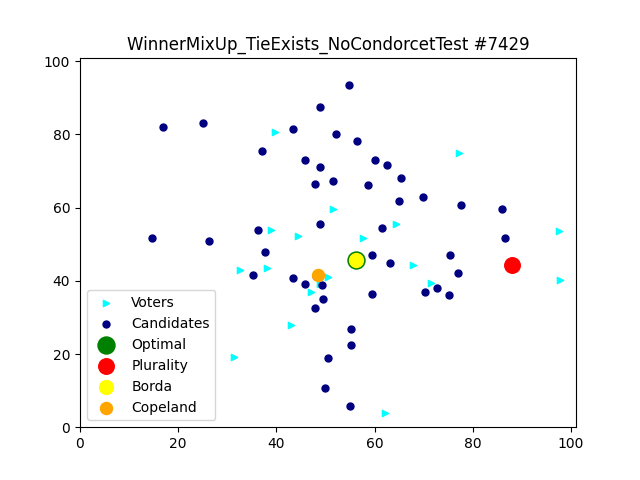 WinnerMixUp_TieExists_NoCondorcetTest #7429
100
80
60
40
20
0
Voters
Candidates
Optimal
Plurality
Borda
Copeland
0 20 40 60 80 100